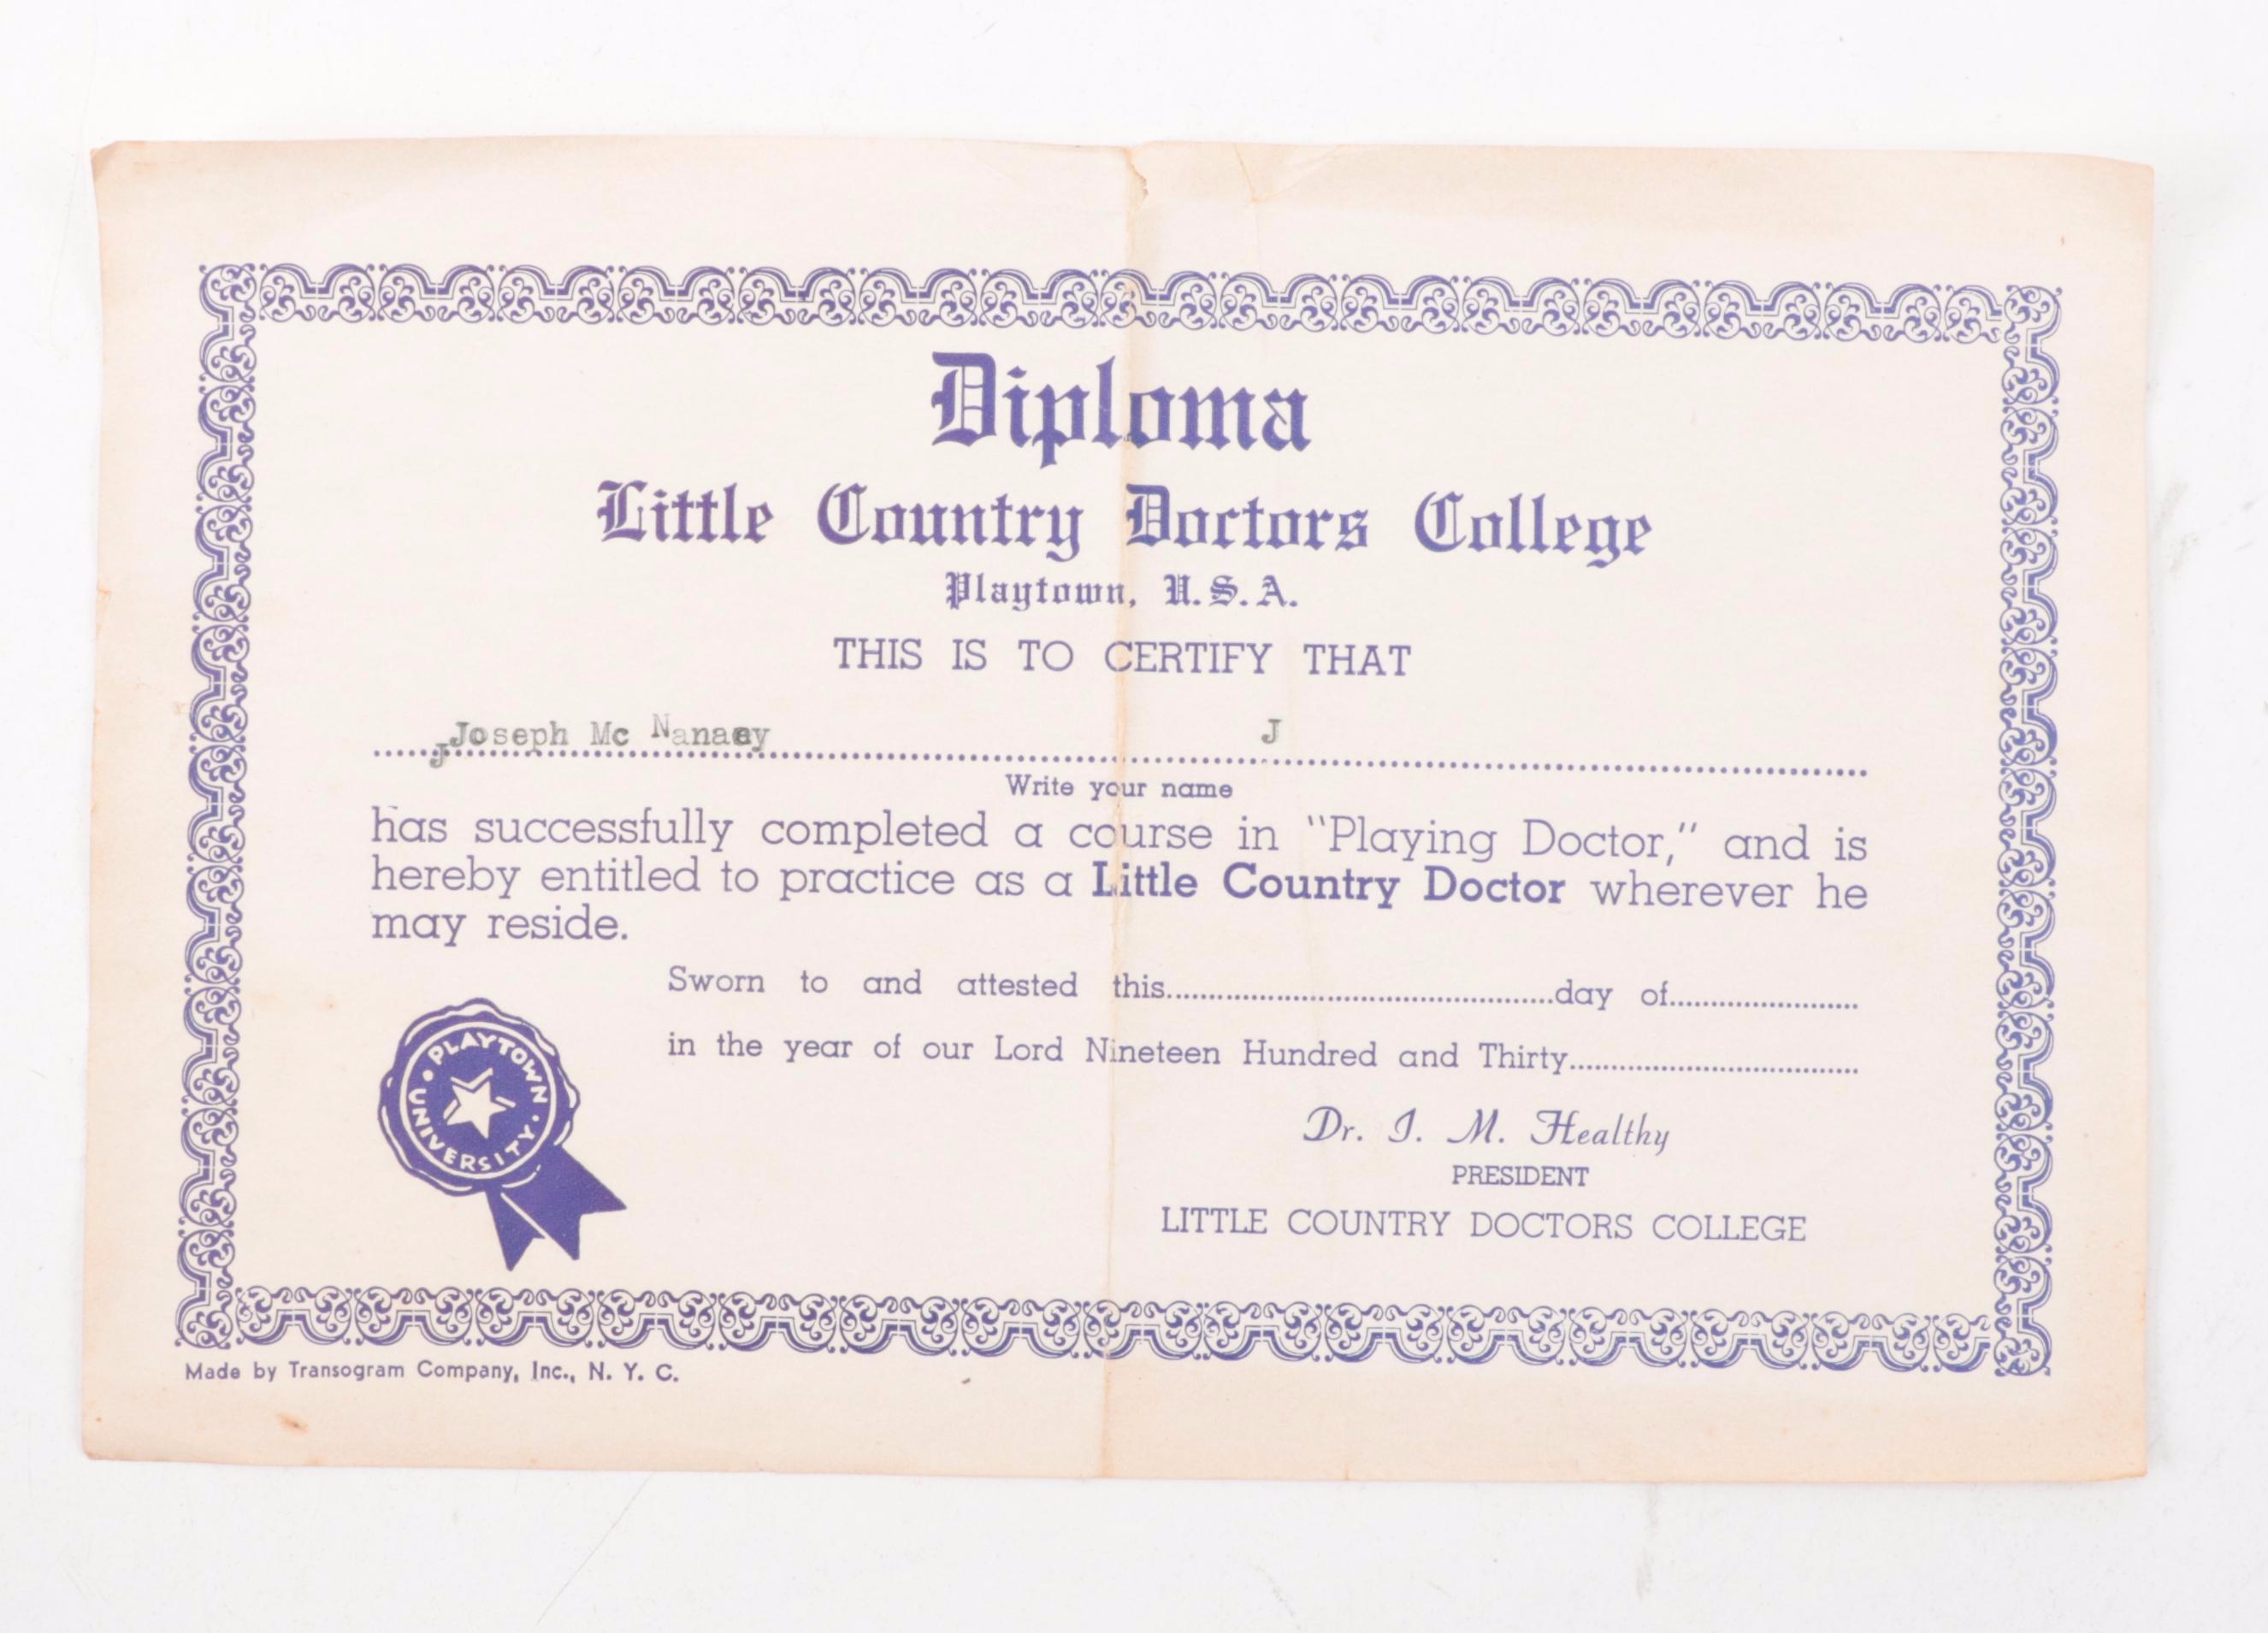 Diploma
Little Country Doctors College
Playtown, U.S.A.
THIS IS TO CERTIFY THAT
Joseph Mc J
J
Write your name
has successfully completed a course in "Playing Doctor," and is
hereby entitled to practice as a Little Country Doctor wherever he
may reside.
Sworn to and attested this..............................day of..............................
in the year of our Lord Nineteen Hundred and Thirty..............................
PLAYTOWN UNIVERSITY
Dr. I. M. Healthy
PRESIDENT
LITTLE COUNTRY DOCTORS COLLEGE
Made by Transogram Company, Inc., N. Y. C.